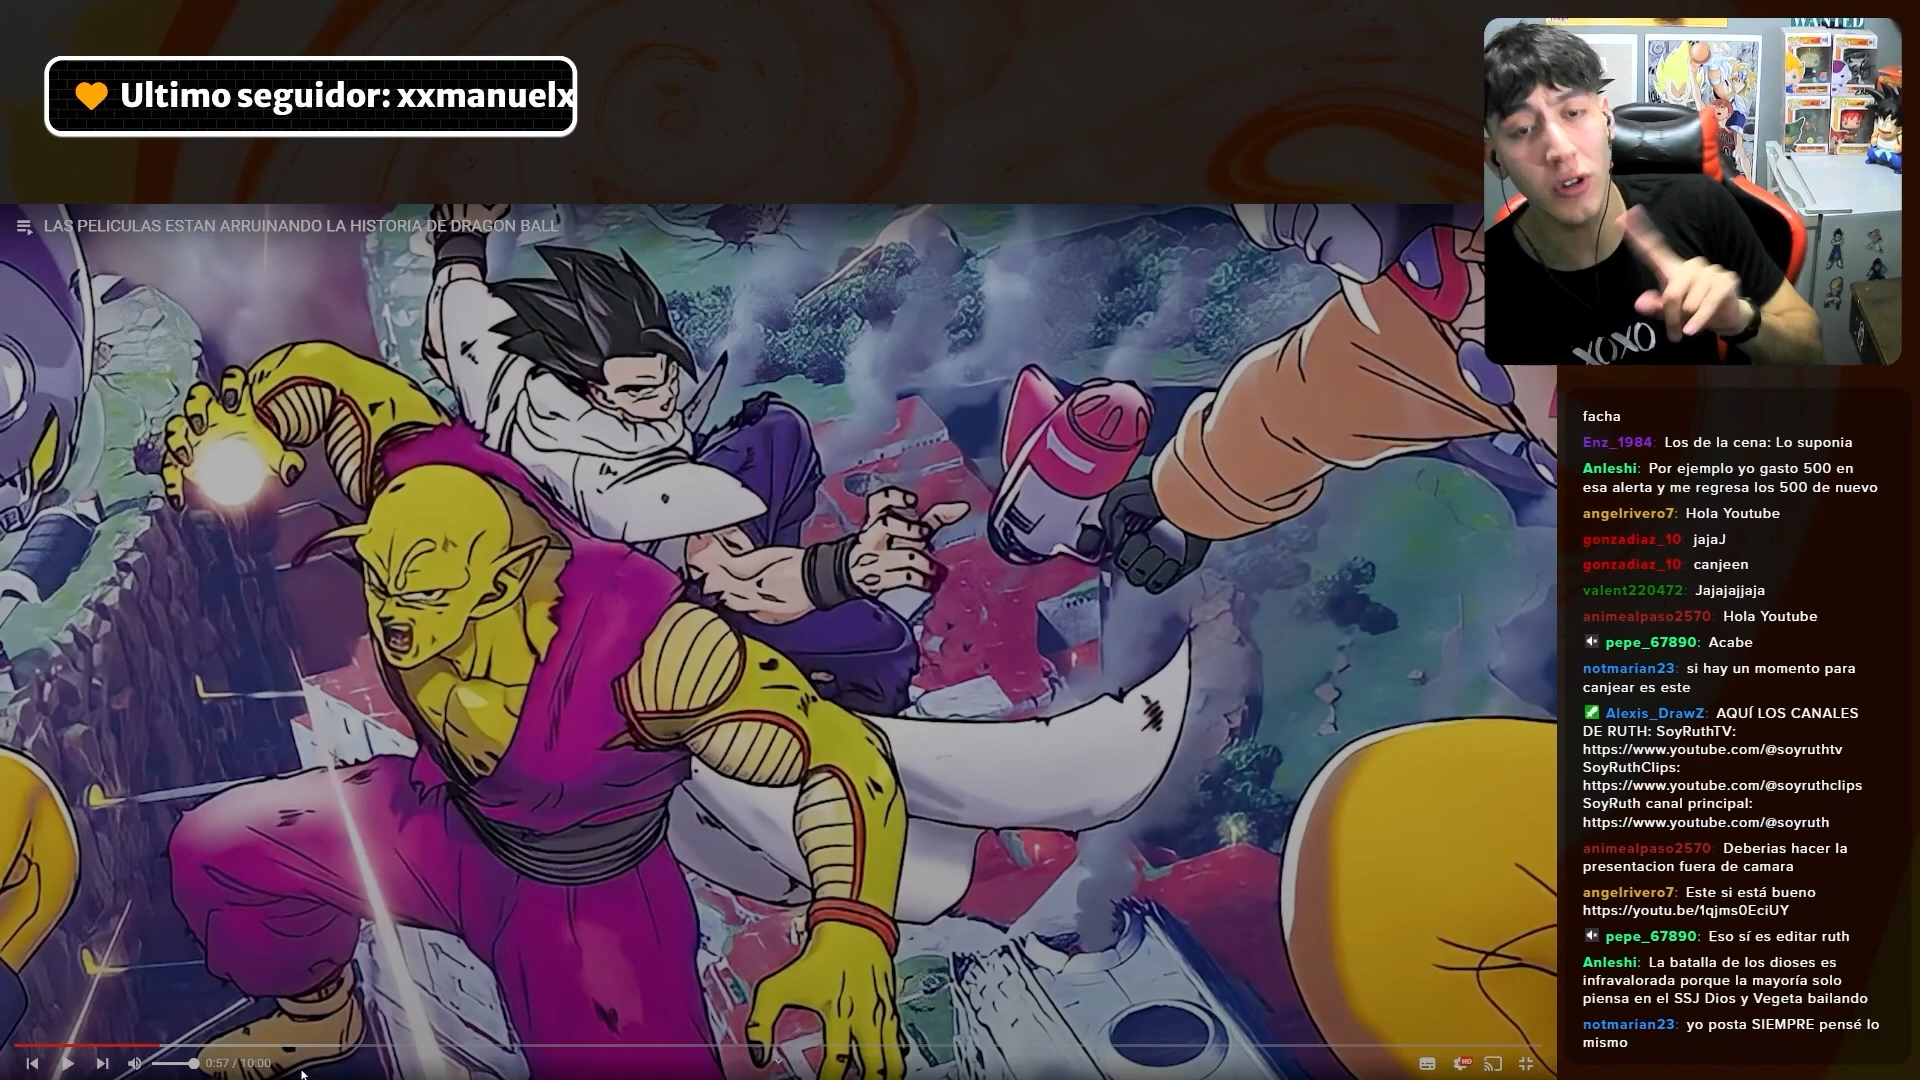 WANTED
🧡 Ultimo seguidor: xxmanuelx
LAS PELICULAS ESTAN ARRUINANDO LA HISTORIA DE DRAGON BALL
XOXO
facha
Enz_1984: Los de la cena: Lo suponia
Anleshi: Por ejemplo yo gasto 500 en
esa alerta y me regresa los 500 de nuevo
angelrivero7: Hola Youtube
gonzadiaz_10: jajaJ
gonzadiaz_10: canjeen
valent220472: Jajajajjaja
animealpaso2570: Hola Youtube
pepe_67890: Acabe
notmarian23: si hay un momento para
canjear es este
Alexis_DrawZ: AQUÍ LOS CANALES
DE RUTH: SoyRuthTV:
https://www.youtube.com/@soyruthtv
SoyRuthClips:
https://www.youtube.com/@soyruthclips
SoyRuth canal principal:
https://www.youtube.com/@soyruth
animealpaso2570: Deberias hacer la
presentacion fuera de camara
angelrivero7: Este si está bueno
https://youtu.be/1qjms0EciUY
pepe_67890: Eso sí es editar ruth
Anleshi: La batalla de los dioses es
infravalorada porque la mayoría solo
piensa en el SSJ Dios y Vegeta bailando
notmarian23: yo posta SIEMPRE pensé lo
mismo
0:57 / 10:00
HD